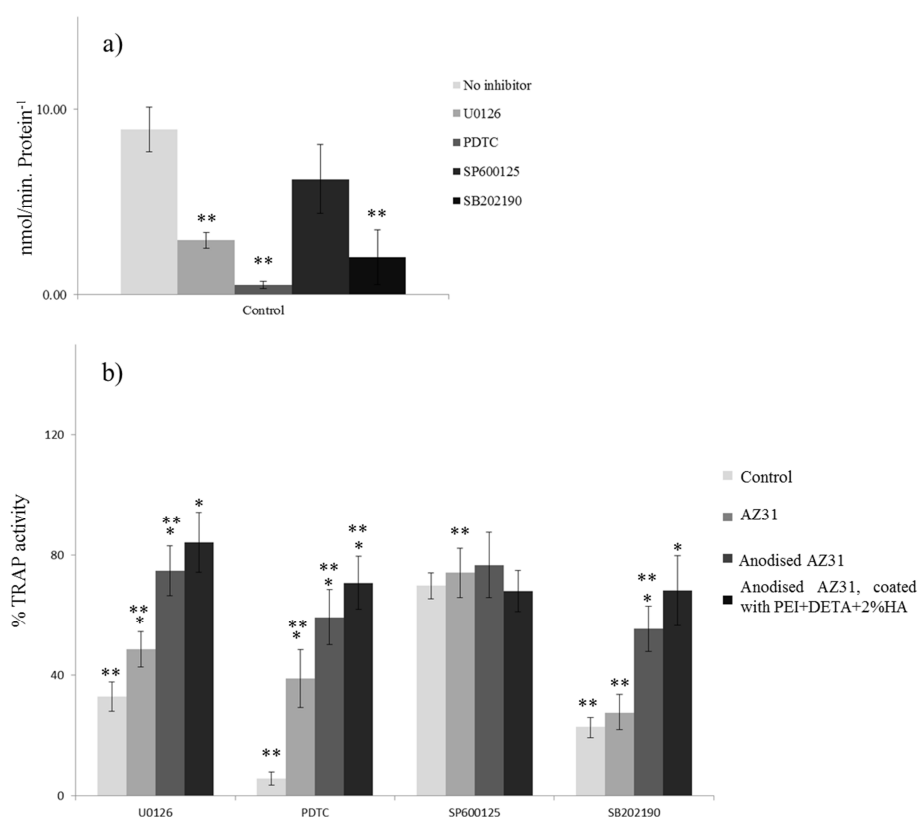 a)
nmol/min. Protein-1
10.00
0.00
No inhibitor
U0126
PDTC
SP600125
SB202190
**
**
**
Control
b)
% TRAP activity
120
80
40
0
**
**
*
**
*
*
**
**
*
**
*
**
*
**
**
**
**
*
*
U0126
PDTC
SP600125
SB202190
Control
AZ31
Anodised AZ31
Anodised AZ31, coated
with PEI+DETA+2%HA